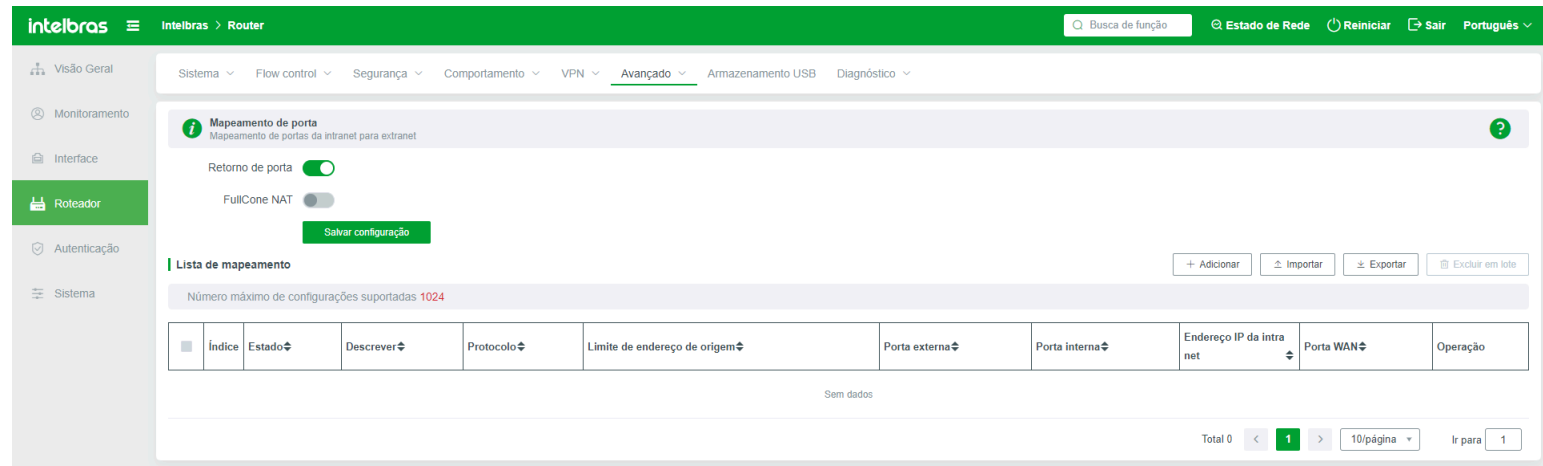 intelbras Intelbras > Router Busca de função Estado de Rede Reiniciar Sair Português
Visão Geral
Monitoramento
Interface
Roteador
Autenticação
Sistema
Sistema Flow control Segurança Comportamento VPN Avançado Armazenamento USB Diagnóstico
Mapeamento de porta
Mapeamento de portas da intranet para extranet
Retorno de porta
FullCone NAT
Salvar configuração
Lista de mapeamento + Adicionar Importar Exportar Excluir em lote
Número máximo de configurações suportadas 1024
Índice Estado Descrever Protocolo Limite de endereço de origem Porta externa Porta interna Endereço IP da intra
net Porta WAN Operação
Sem dados
Total 0 < 1 > 10/página Ir para 1